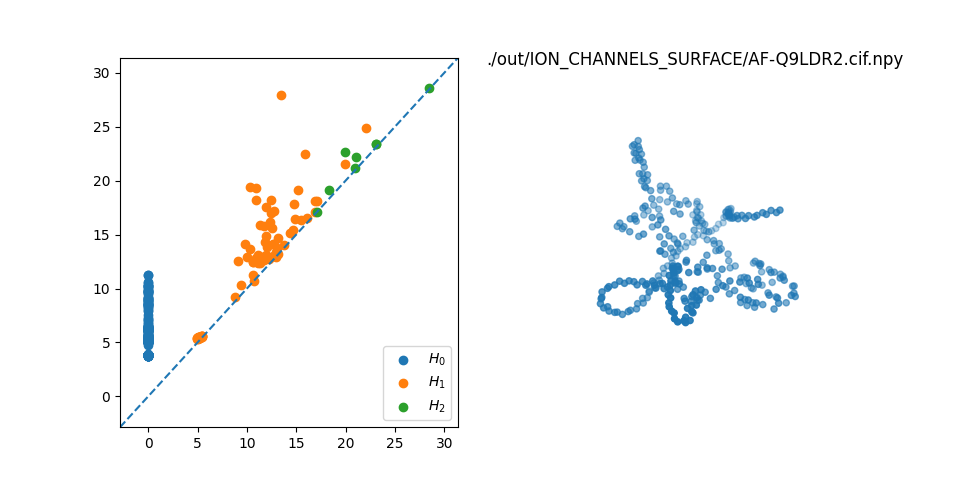 ./out/ION_CHANNELS_SURFACE/AF-Q9LDR2.cif.npy
30
25
20
15
10
5
0
H₀
H₁
H₂
0 5 10 15 20 25 30